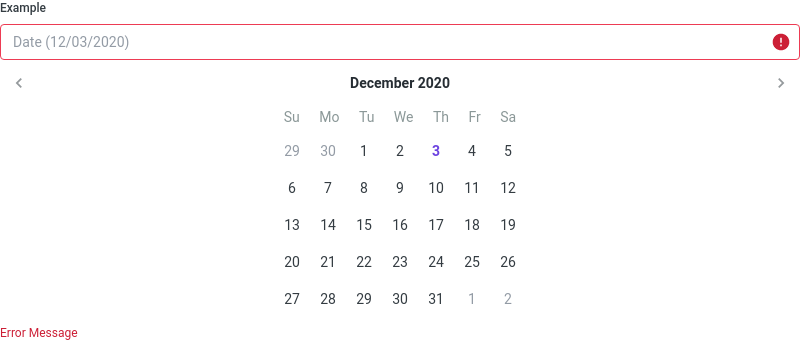 Example
Date (12/03/2020)
December 2020
Su Mo Tu We Th Fr Sa
29 30 1 2 3 4 5
6 7 8 9 10 11 12
13 14 15 16 17 18 19
20 21 22 23 24 25 26
27 28 29 30 31 1 2
Error Message